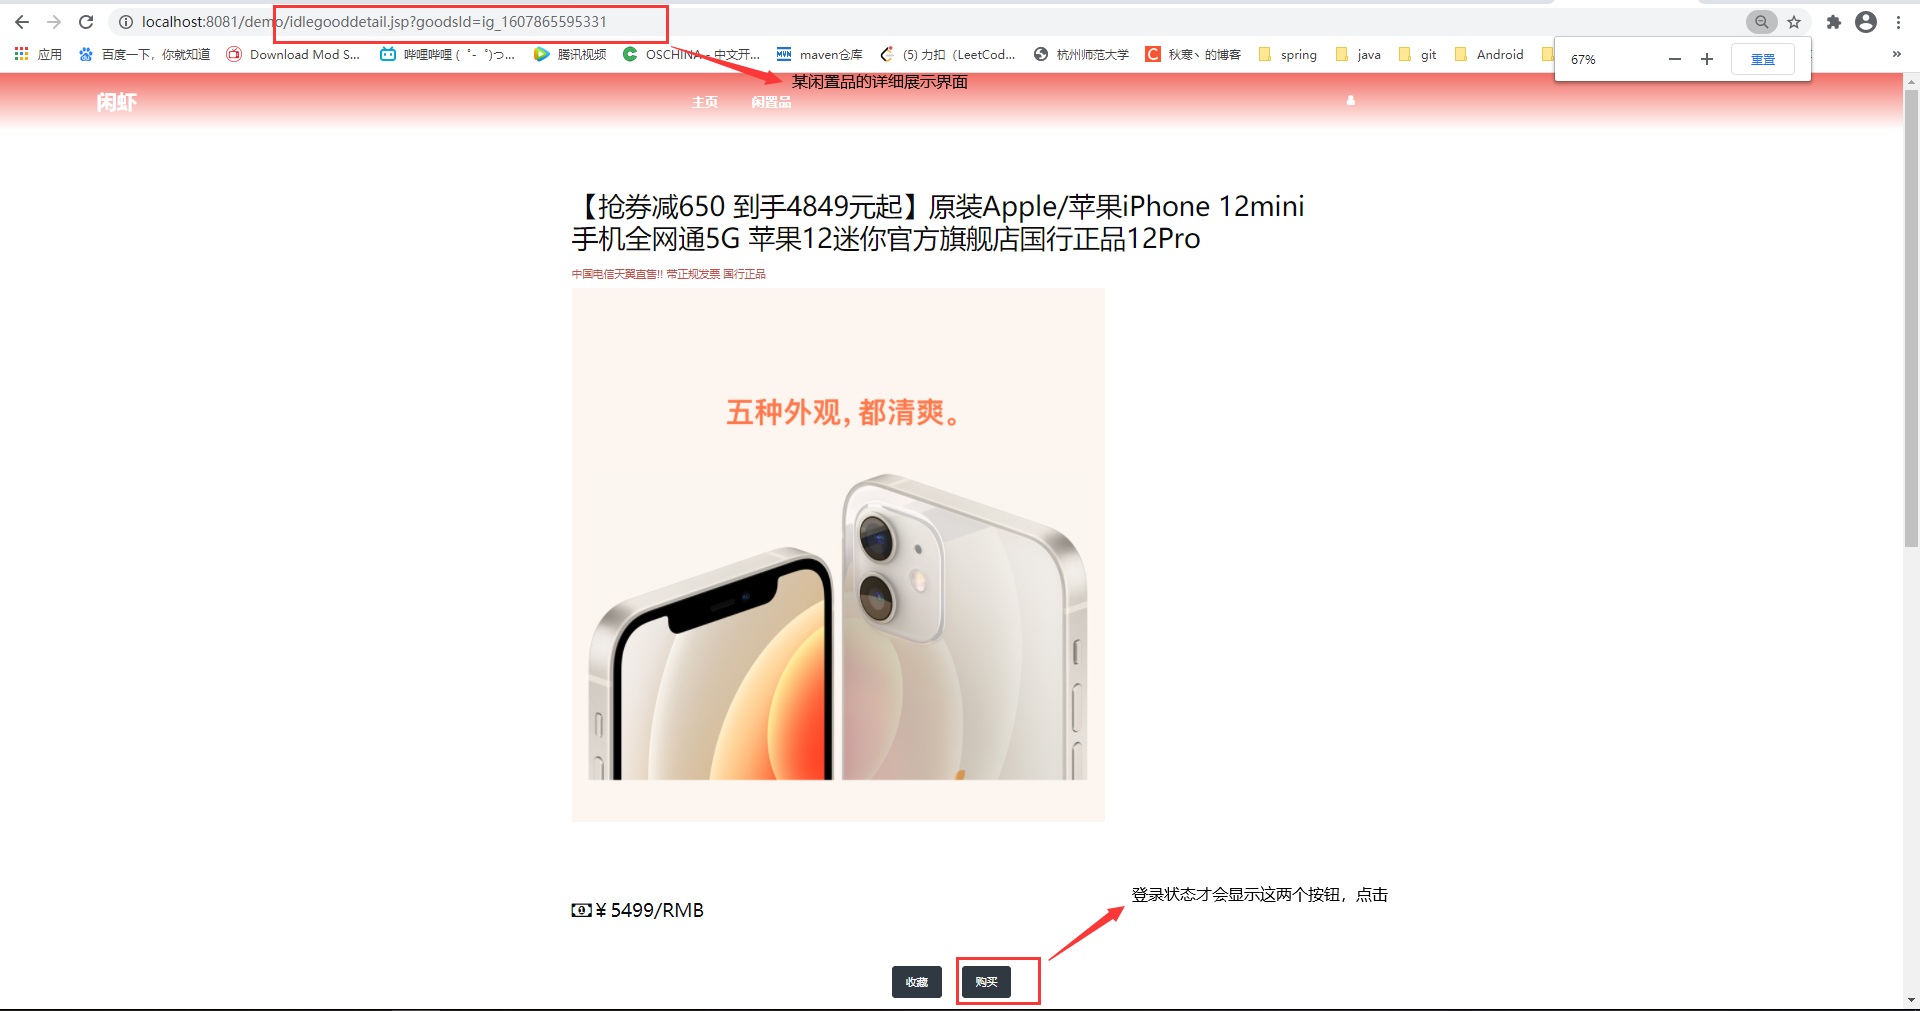 localhost:8081/demo/idlegooddetail.jsp?goodsId=ig_1607865595331
应用
百度一下，你就知道
Download Mod S...
哔哩哔哩 ( ゜- ゜)つ...
腾讯视频
OSCHINA - 中文开...
maven仓库
(5) 力扣（LeetCod...
杭州师范大学
秋寒丶的博客
spring
java
git
Android
67%
重置
某闲置品的详细展示界面
闲虾
主页
闲置品
【抢券减650 到手4849元起】原装Apple/苹果iPhone 12mini
手机全网通5G 苹果12迷你官方旗舰店国行正品12Pro
中国电信天翼直售!! 带正规发票 国行正品
五种外观，都清爽。
登录状态才会显示这两个按钮，点击
¥ 5499/RMB
收藏
购买